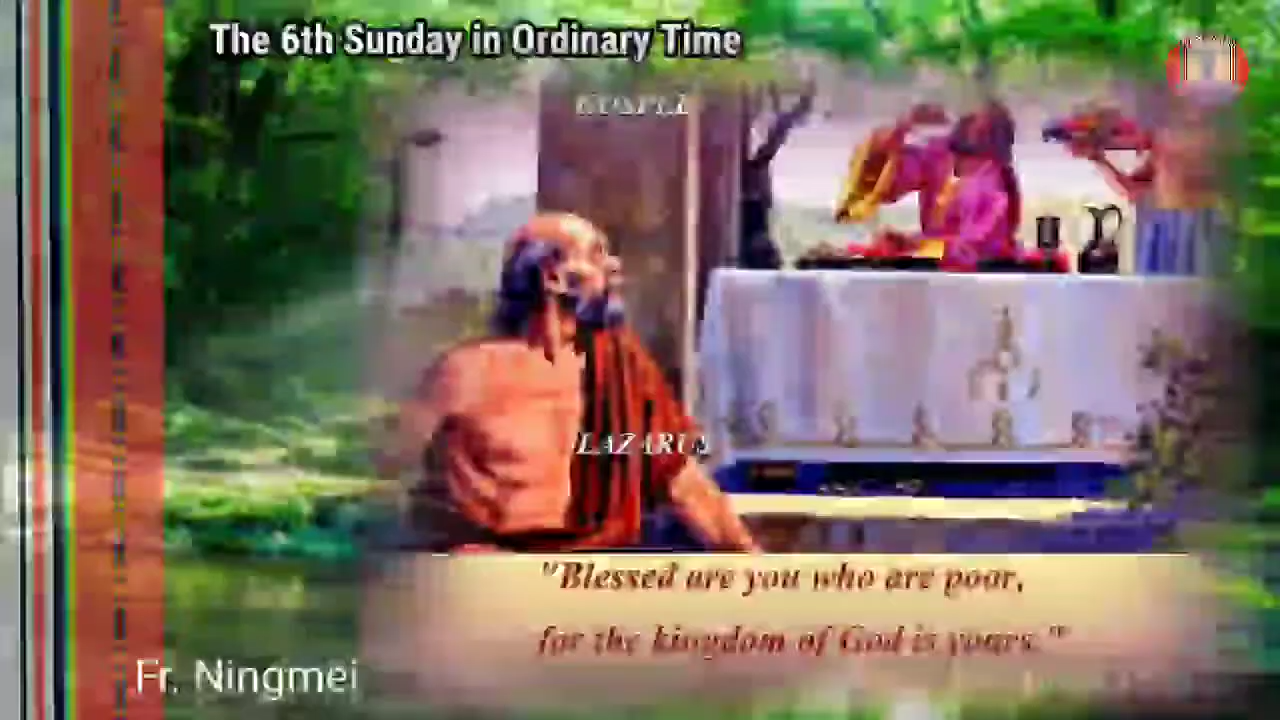 The 6th Sunday in Ordinary Time
GOSPEL
LAZARUS
"Blessed are you who are poor,
for the kingdom of God is yours."
Fr. Ningmei